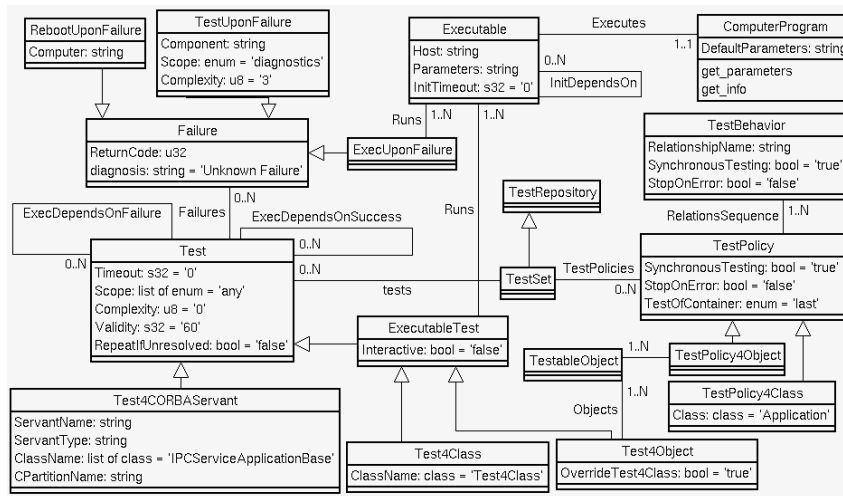 RebootUponFailure
Computer: string
TestUponFailure
Component: string
Scope: enum = 'diagnostics'
Complexity: u8 = '3'
Executable
Host: string
Parameters: string
InitTimeout: s32 = '0'
Executes
1..1
0..N
InitDependsOn
ComputerProgram
DefaultParameters: string
get_parameters
get_info
Failure
ReturnCode: u32
diagnosis: string = 'Unknown Failure'
Runs
1..N
1..N
ExecUponFailure
TestBehavior
RelationshipName: string
SynchronousTesting: bool = 'true'
StopOnError: bool = 'false'
TestRepository
ExecDependsOnFailure
Failures
0..N
ExecDependsOnSuccess
Runs
RelationsSequence
1..N
0..N
Test
0..N
0..N
Timeout: s32 = '0'
Scope: list of enum = 'any'
Complexity: u8 = '0'
Validity: s32 = '60'
RepeatIfUnresolved: bool = 'false'
tests
TestSet
TestPolicies
0..N
TestPolicy
SynchronousTesting: bool = 'true'
StopOnError: bool = 'false'
TestOfContainer: enum = 'last'
ExecutableTest
Interactive: bool = 'false'
TestableObject
1..N
TestPolicy4Object
1..N
Objects
TestPolicy4Class
Class: class = 'Application'
Test4CORBAServant
ServantName: string
ServantType: string
ClassName: list of class = 'IPCServiceApplicationBase'
CPartitionName: string
Test4Class
ClassName: class = 'Test4Class'
Test4Object
OverrideTest4Class: bool = 'true'